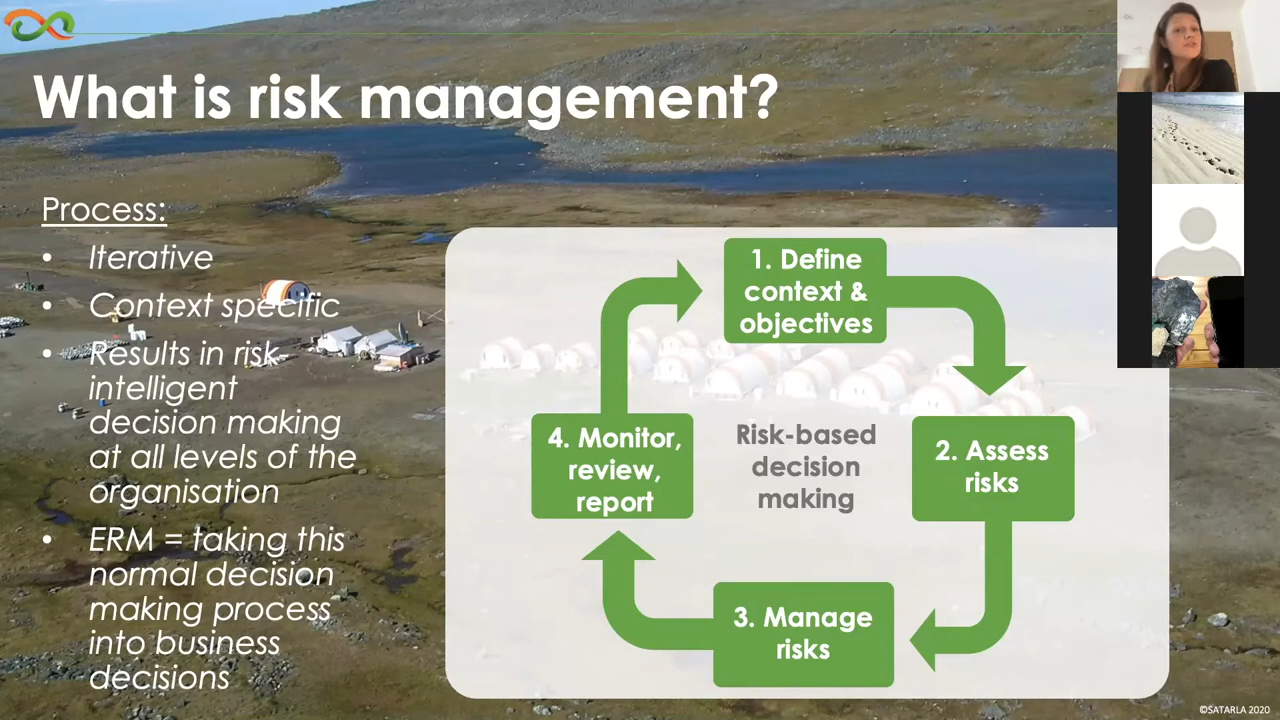 What is risk management?
Process:
• Iterative
• Context specific
• Results in risk
intelligent
decision making
at all levels of the
organisation
• ERM = taking this
normal decision
making process
into business
decisions
1. Define
context &
objectives
2. Assess
risks
3. Manage
risks
4. Monitor,
review,
report
Risk-based
decision
making
©SATARLA 2020